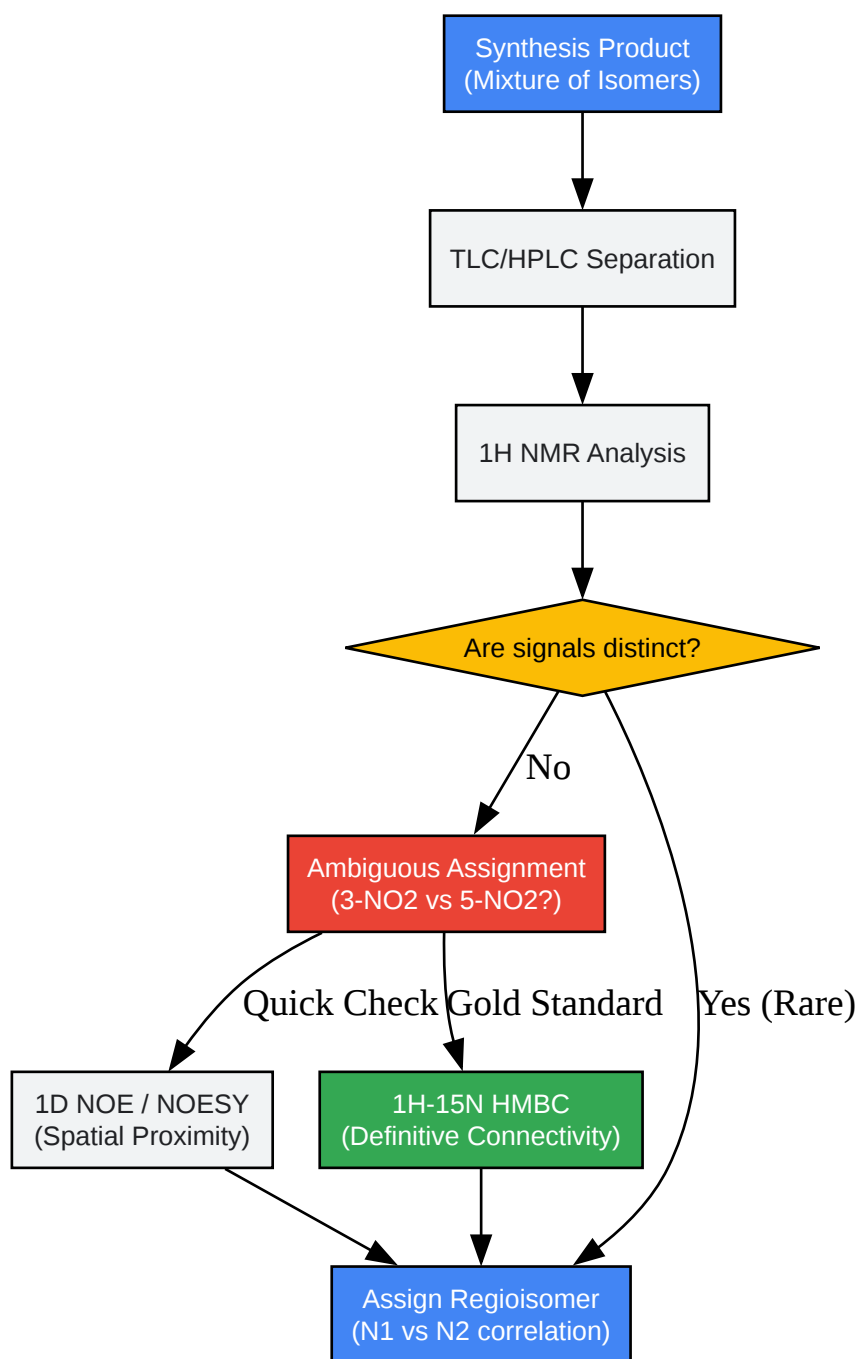 Synthesis Product
(Mixture of Isomers)
TLC/HPLC Separation
1H NMR Analysis
Are signals distinct?
No
Ambiguous Assignment
(3-NO2 vs 5-NO2?)
Quick Check
Gold Standard
Yes (Rare)
1D NOE / NOESY
(Spatial Proximity)
1H-15N HMBC
(Definitive Connectivity)
Assign Regioisomer
(N1 vs N2 correlation)